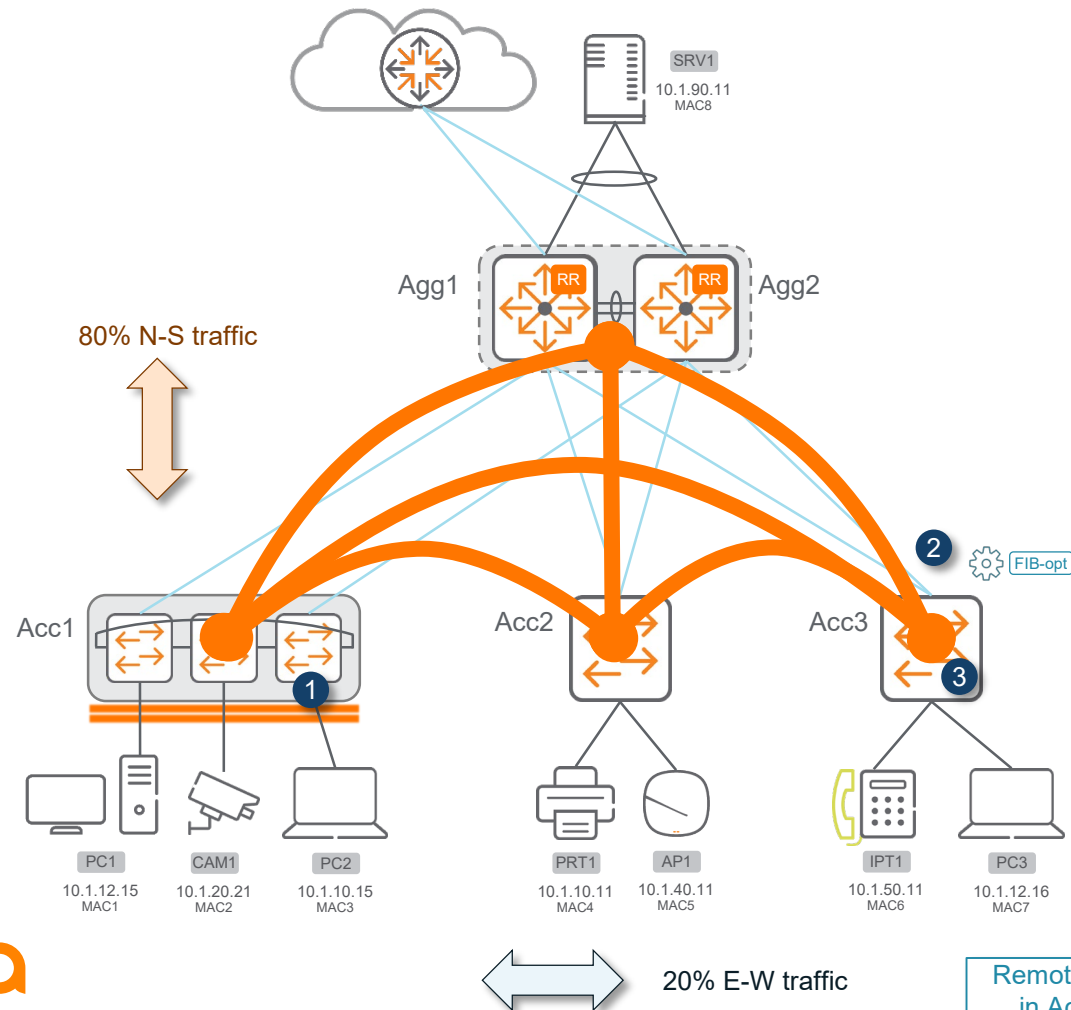 SRV1
10.1.90.11
MAC8
Agg1
RR
RR
Agg2
80% N-S traffic
2
FIB-opt
Acc1
Acc2
Acc3
1
3
PC1
10.1.12.15
MAC1
CAM1
10.1.20.21
MAC2
PC2
10.1.10.15
MAC3
PRT1
10.1.10.11
MAC4
AP1
10.1.40.11
MAC5
IPT1
10.1.50.11
MAC6
PC3
10.1.12.16
MAC7
a
20% E-W traffic
Remot
in Ac